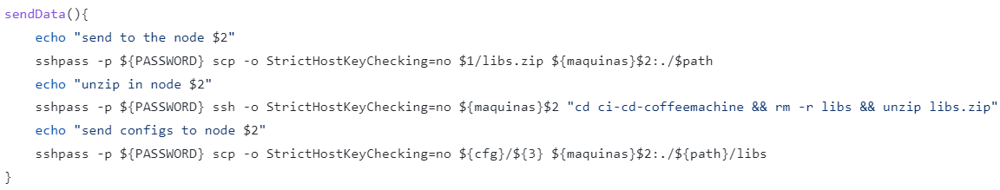 sendData(){
    echo "send to the node $2"
    sshpass -p ${PASSWORD} scp -o StrictHostKeyChecking=no $1/libs.zip ${maquinas}$2:./$path
    echo "unzip in node $2"
    sshpass -p ${PASSWORD} ssh -o StrictHostKeyChecking=no ${maquinas}$2 "cd ci-cd-coffeemachine && rm -r libs && unzip libs.zip"
    echo "send configs to node $2"
    sshpass -p ${PASSWORD} scp -o StrictHostKeyChecking=no ${cfg}/${3} ${maquinas}$2:./${path}/libs
}